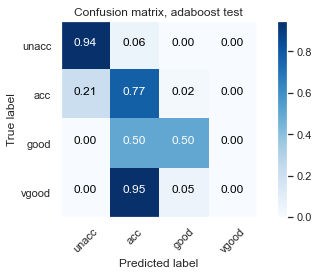 Confusion matrix, adaboost test
True label
unacc 0.94 0.06 0.00 0.00
acc 0.21 0.77 0.02 0.00
good 0.00 0.50 0.50 0.00
vgood 0.00 0.95 0.05 0.00
unacc acc good vgood
Predicted label
0.8
0.6
0.4
0.2
0.0